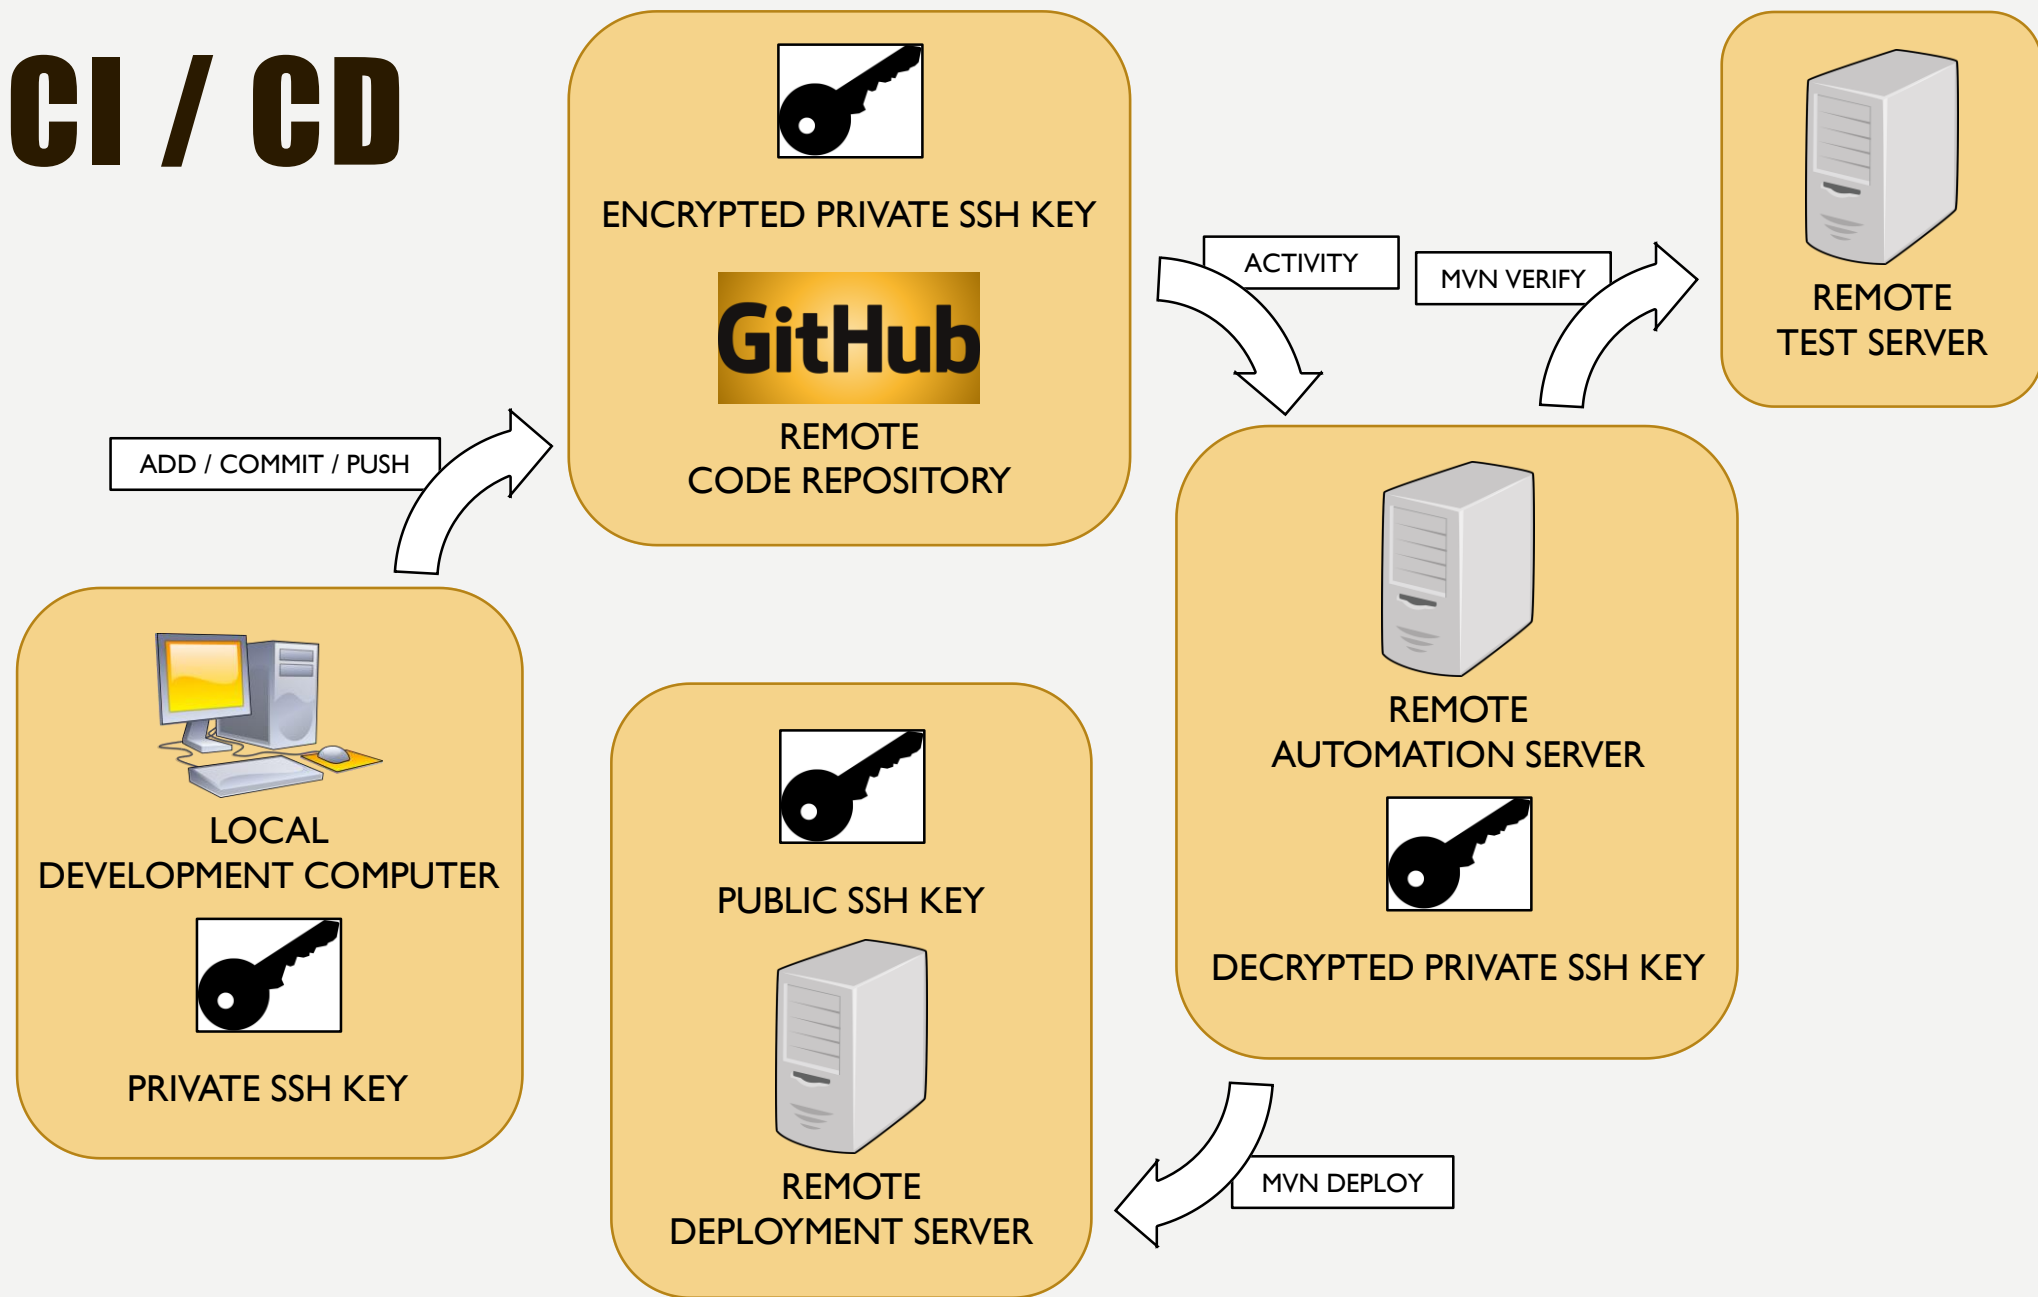 CI / CD
ENCRYPTED PRIVATE SSH KEY
GitHub
REMOTE
CODE REPOSITORY
ADD / COMMIT / PUSH
ACTIVITY
MVN VERIFY
REMOTE
TEST SERVER
LOCAL
DEVELOPMENT COMPUTER
PRIVATE SSH KEY
PUBLIC SSH KEY
REMOTE
DEPLOYMENT SERVER
REMOTE
AUTOMATION SERVER
DECRYPTED PRIVATE SSH KEY
MVN DEPLOY